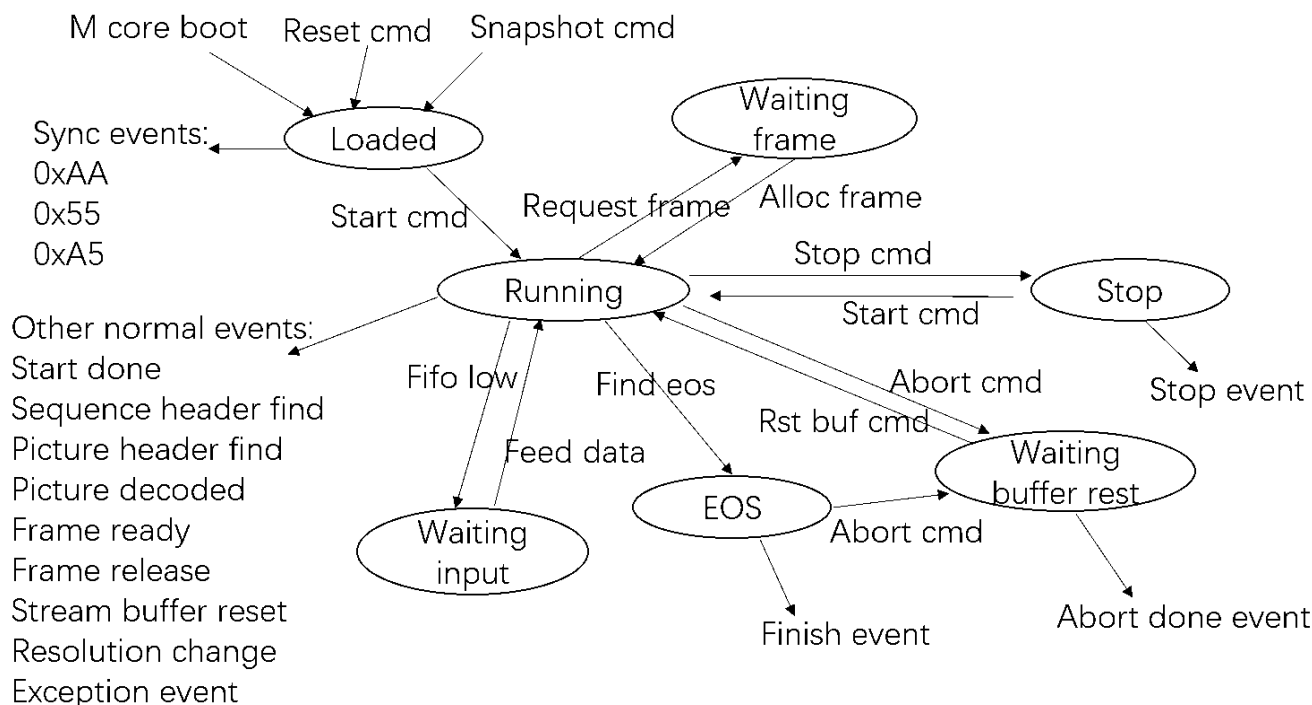 M core boot
Reset cmd
Snapshot cmd
Waiting
frame
Loaded
Sync events:
0xAA
0x55
0xA5
Start cmd
Request frame
Alloc frame
Stop cmd
Running
Stop
Start cmd
Other normal events:
Start done
Sequence header find
Picture header find
Picture decoded
Frame ready
Frame release
Stream buffer reset
Resolution change
Exception event
Fifo low
Find eos
Abort cmd
Stop event
Rst buf cmd
Feed data
Waiting
buffer rest
EOS
Abort cmd
Waiting
input
Finish event
Abort done event